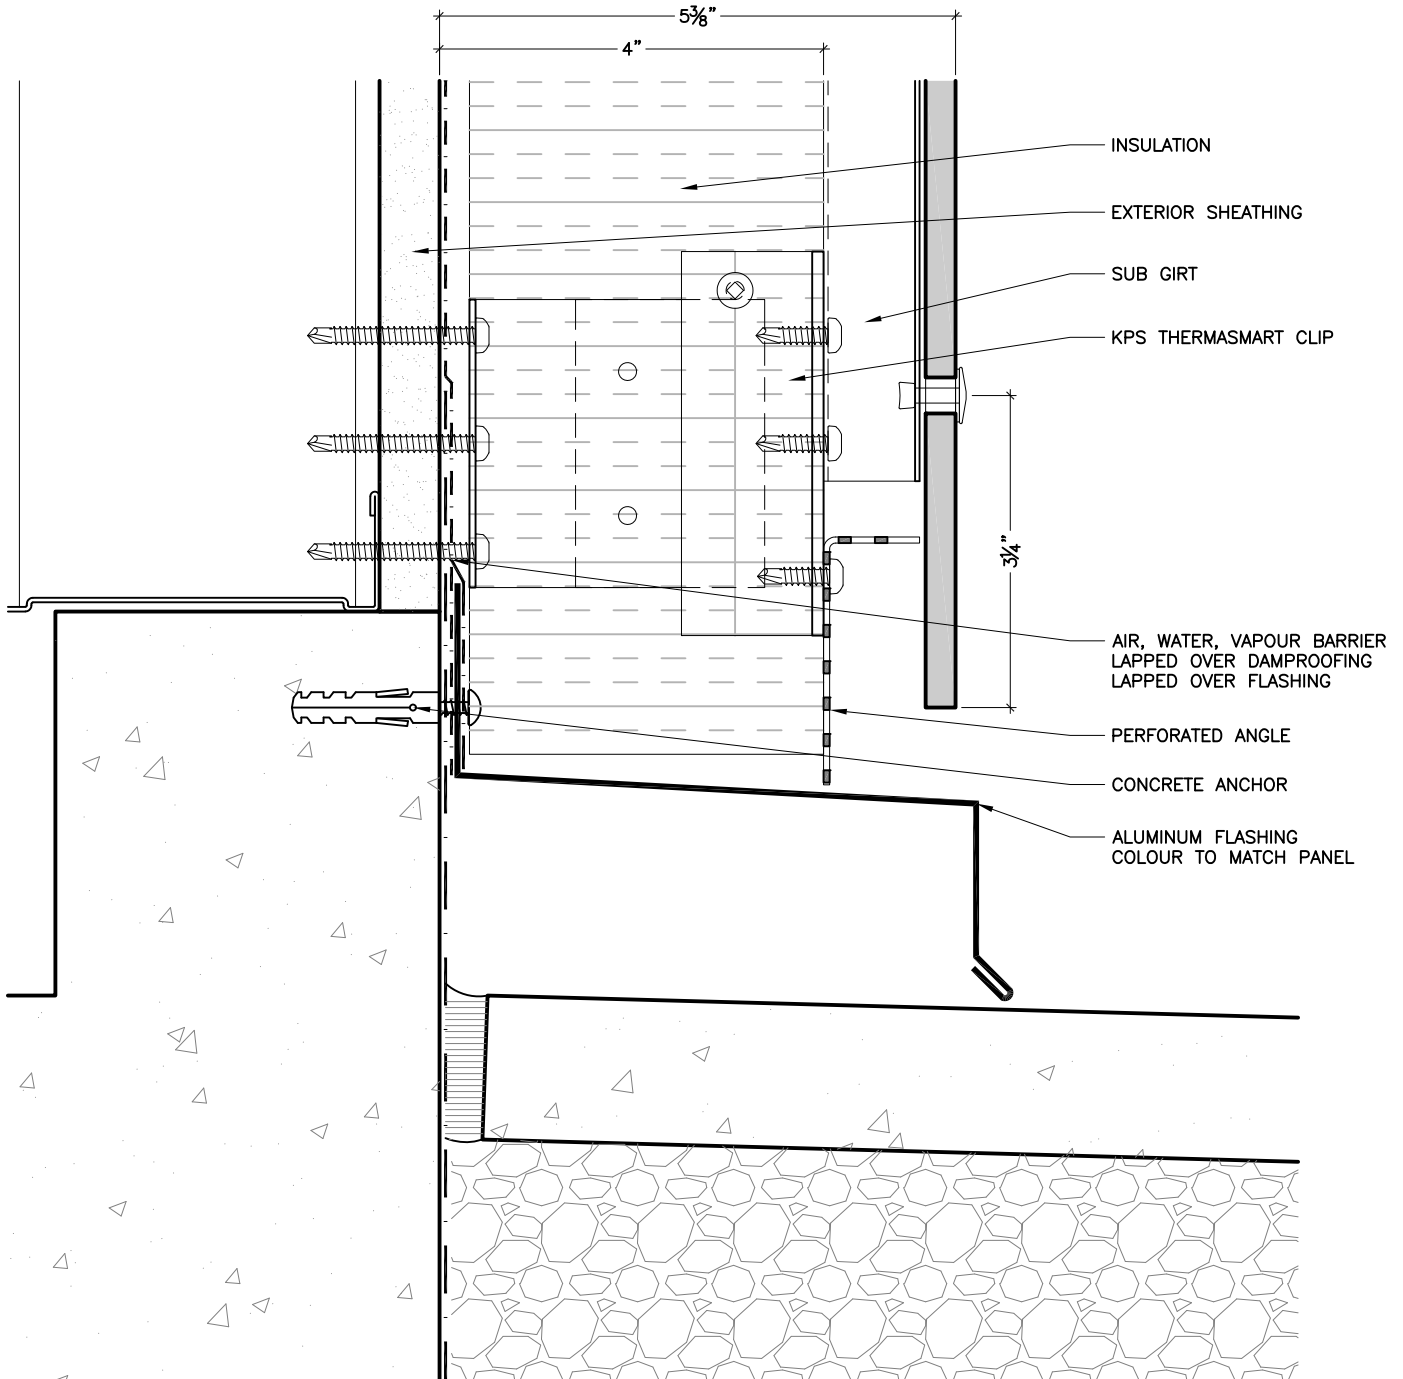 5⅜"
4"
INSULATION
EXTERIOR SHEATHING
SUB GIRT
KPS THERMASMART CLIP
3¼"
AIR, WATER, VAPOUR BARRIER
LAPPED OVER DAMPROOFING
LAPPED OVER FLASHING
PERFORATED ANGLE
CONCRETE ANCHOR
ALUMINUM FLASHING
COLOUR TO MATCH PANEL